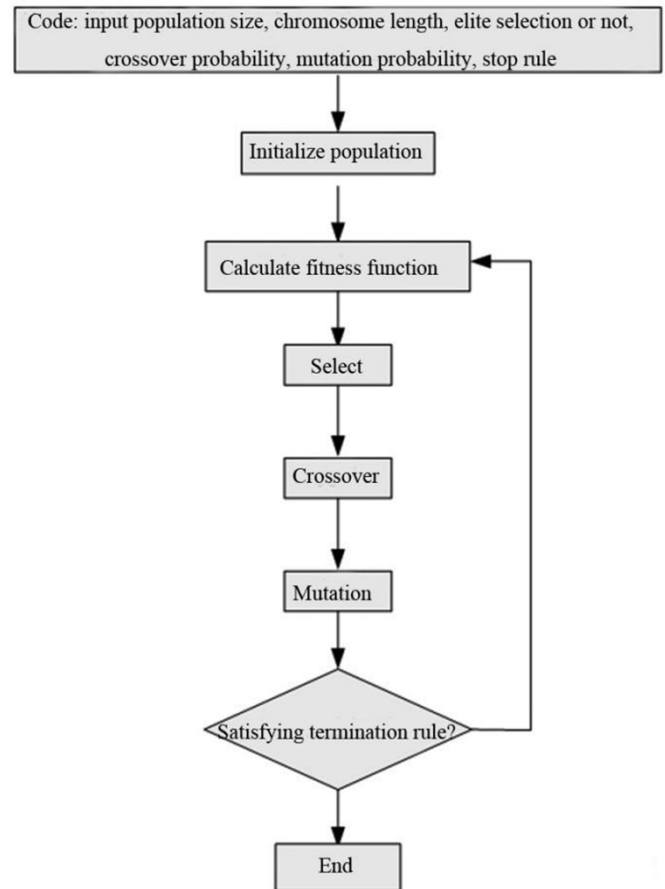 Code: input population size, chromosome length, elite selection or not,
crossover probability, mutation probability, stop rule
Initialize population
Calculate fitness function
Select
Crossover
Mutation
Satisfying termination rule?
End